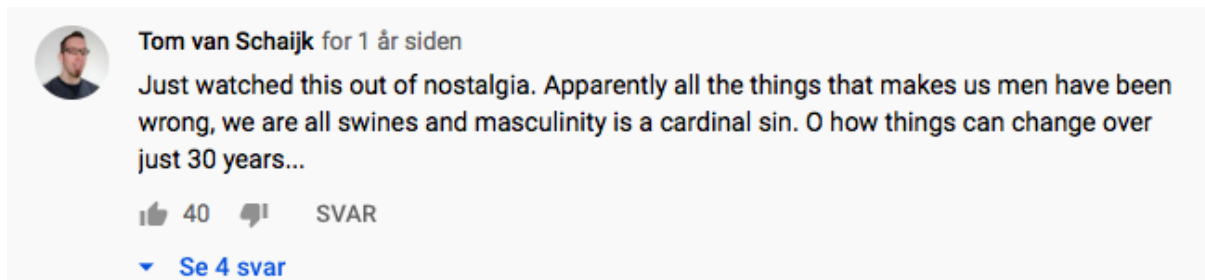 Tom van Schaijk for 1 år siden
Just watched this out of nostalgia. Apparently all the things that makes us men have been
wrong, we are all swines and masculinity is a cardinal sin. O how things can change over
just 30 years...
40 SVAR
Se 4 svar